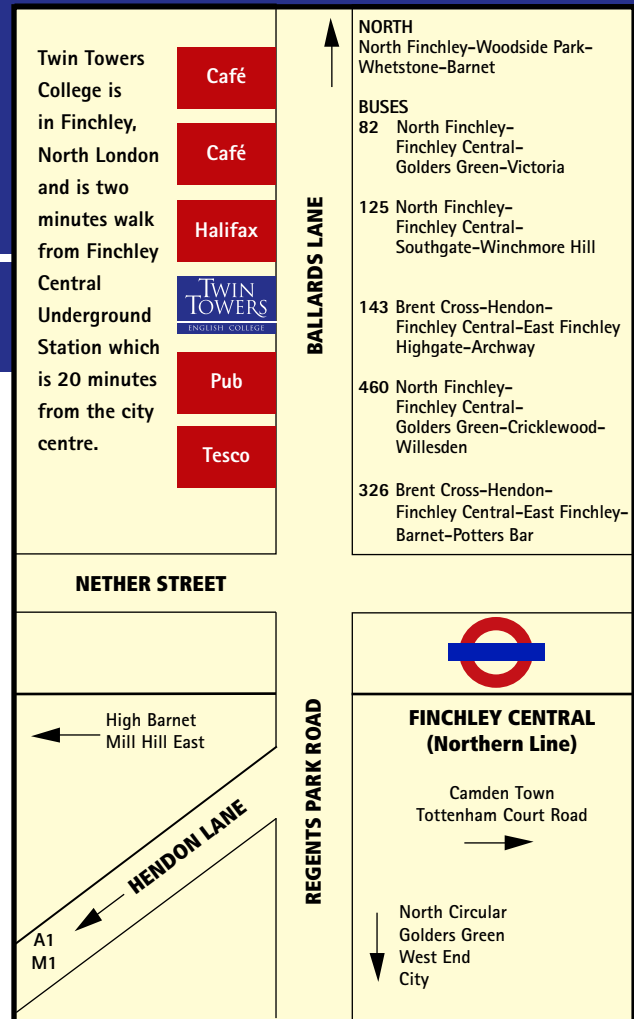 Twin Towers
College is
in Finchley,
North London
and is two
minutes walk
from Finchley
Central
Underground
Station which
is 20 minutes
from the city
centre.
Café
Café
Halifax
TWIN
TOWERS
ENGLISH COLLEGE
Pub
Tesco
BALLARDS LANE
NORTH
North Finchley-Woodside Park-
Whetstone-Barnet
BUSES
82 North Finchley-
Finchley Central-
Golders Green-Victoria
125 North Finchley-
Finchley Central-
Southgate-Winchmore Hill
143 Brent Cross-Hendon-
Finchley Central-East Finchley
Highgate-Archway
460 North Finchley-
Finchley Central-
Golders Green-Cricklewood-
Willesden
326 Brent Cross-Hendon-
Finchley Central-East Finchley-
Barnet-Potters Bar
NETHER STREET
High Barnet
Mill Hill East
HENDON LANE
A1
M1
REGENTS PARK ROAD
FINCHLEY CENTRAL
(Northern Line)
Camden Town
Tottenham Court Road
North Circular
Golders Green
West End
City